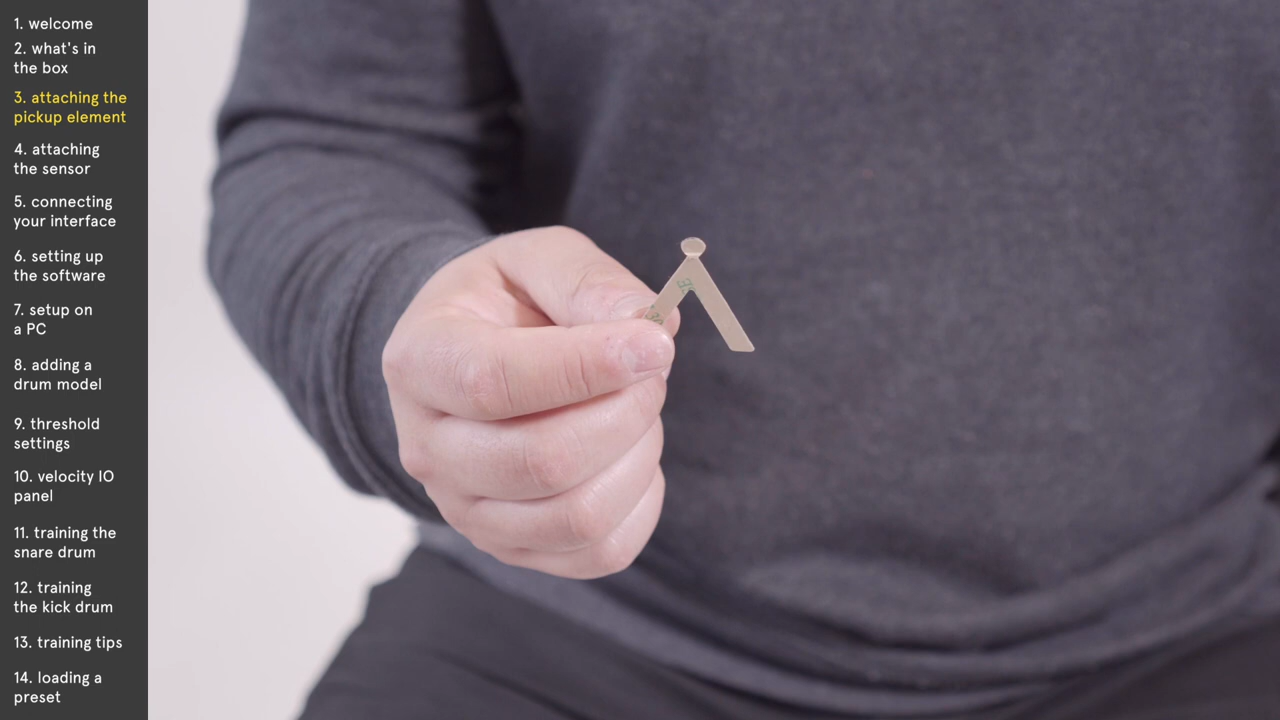 1. welcome
2. what's in
the box
3. attaching the
pickup element
4. attaching
the sensor
5. connecting
your interface
6. setting up
the software
7. setup on
a PC
8. adding a
drum model
9. threshold
settings
10. velocity IO
panel
11. training the
snare drum
12. training
the kick drum
13. training tips
14. loading a
preset